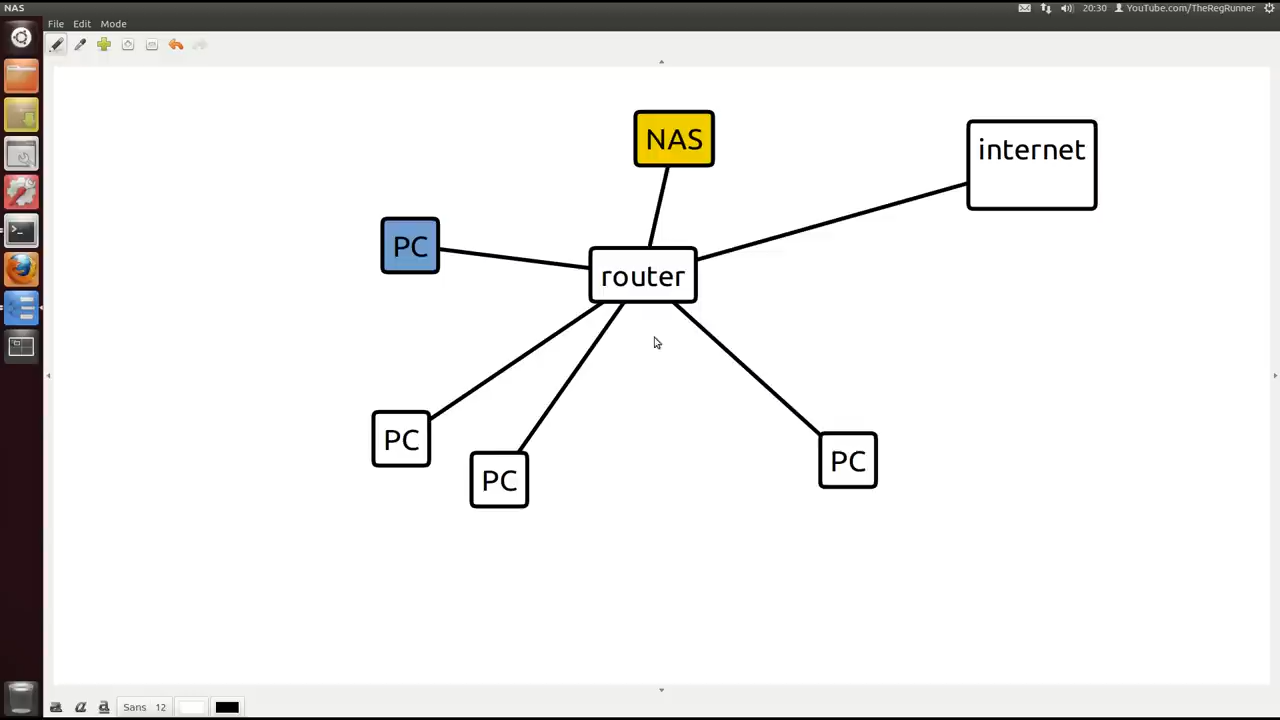 NAS
20:30 YouTube.com/TheRegRunner
File Edit Mode
NAS
internet
PC
router
PC
PC
PC
a a a Sans 12